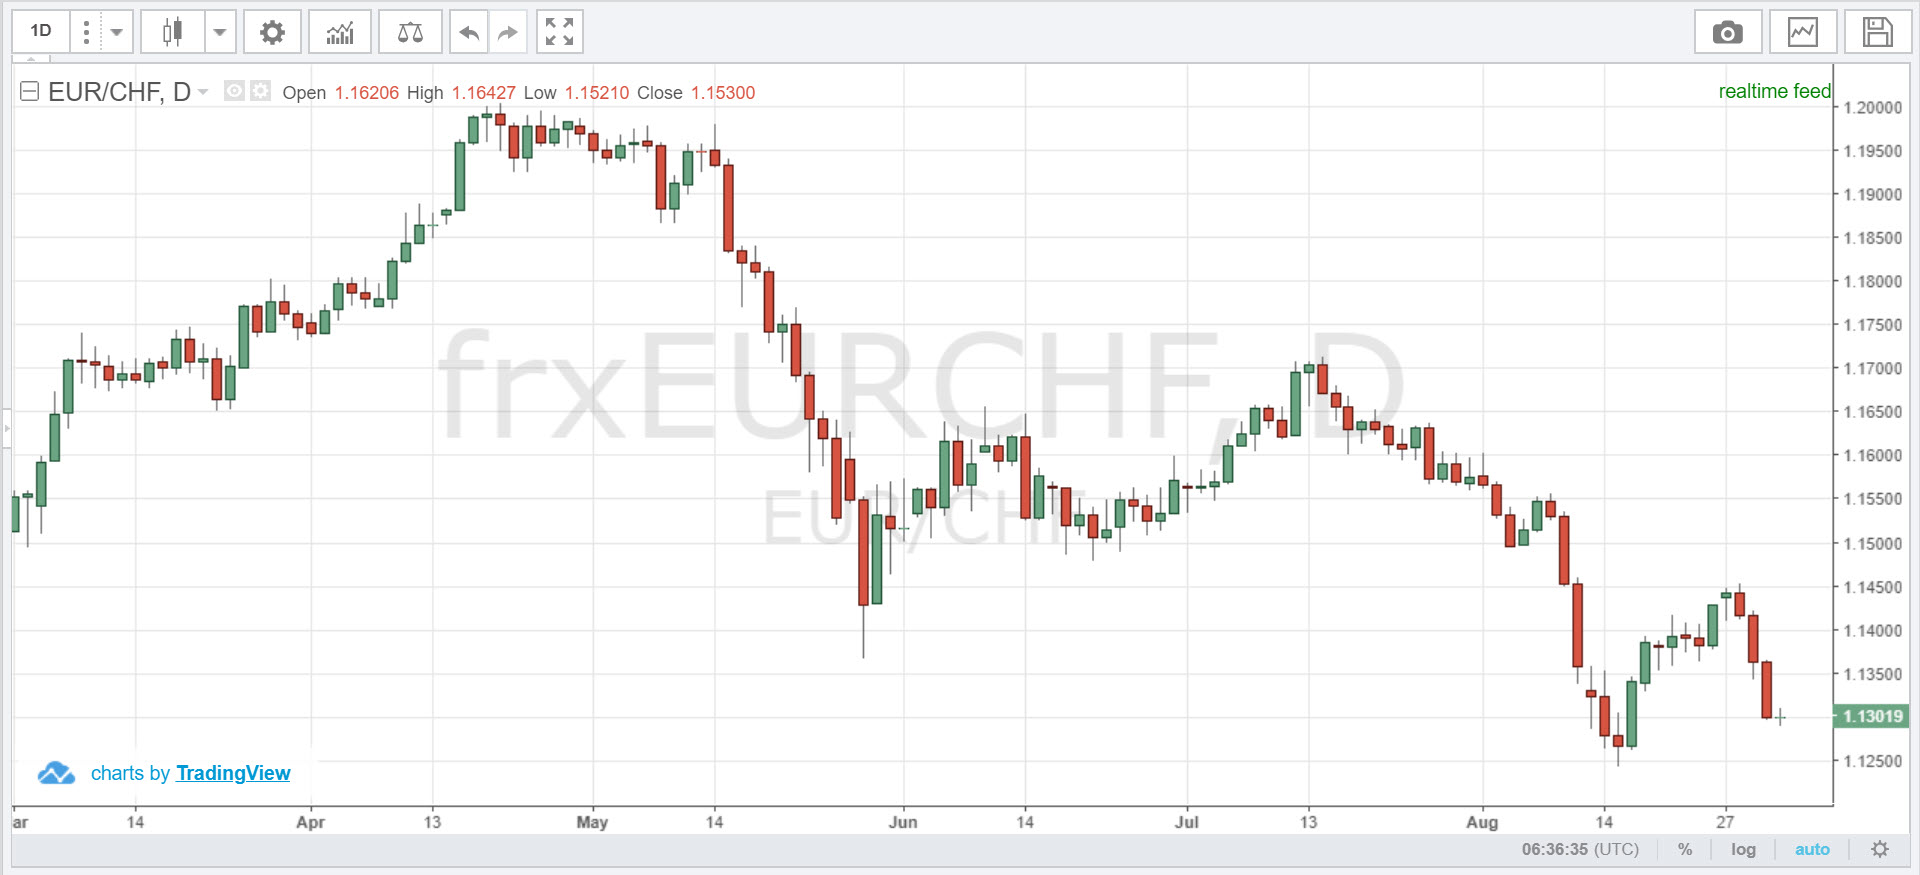 1D
EUR/CHF, D Open 1.16206 High 1.16427 Low 1.15210 Close 1.15300
realtime feed
1.20000
1.19500
1.19000
1.18500
1.18000
1.17500
1.17000
1.16500
1.16000
1.15500
1.15000
1.14500
1.14000
1.13500
1.13019
1.12500
frxEURCHF, D
EUR/CHF
charts by TradingView
ar 14 Apr 13 May 14 Jun 14 Jul 13 Aug 14 27
06:36:35 (UTC) % log auto